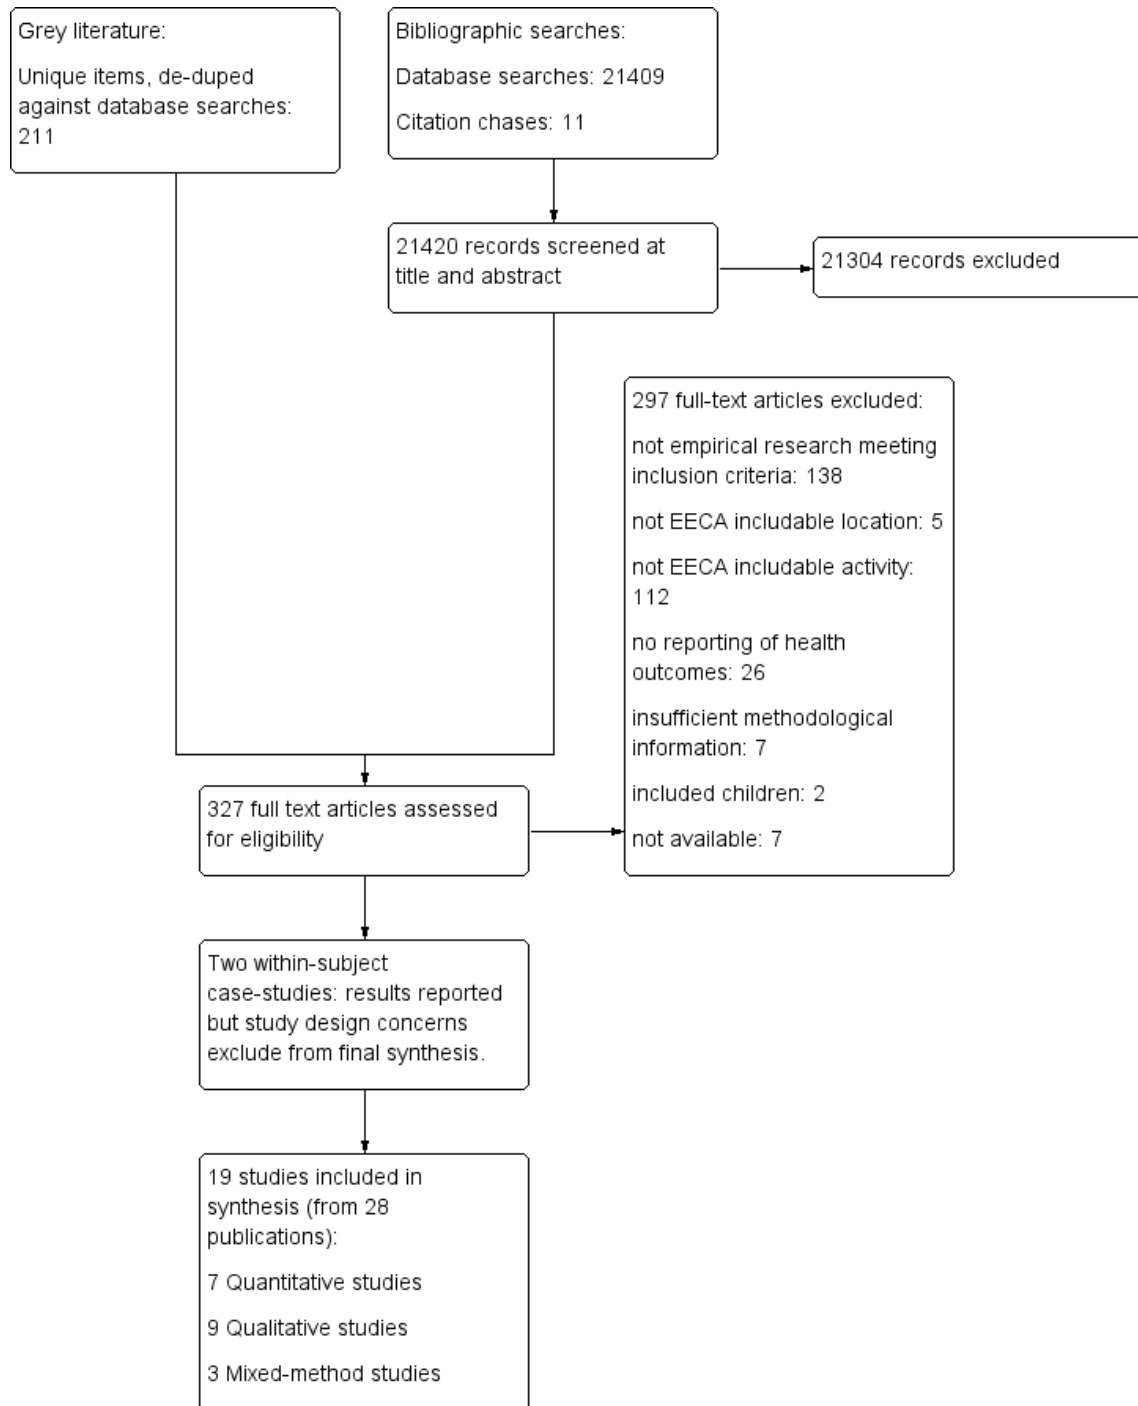 Grey literature:
Unique items, de-duped
against database searches:
211
Bibliographic searches:
Database searches: 21409
Citation chases: 11
21420 records screened at
title and abstract
21304 records excluded
297 full-text articles excluded:
not empirical research meeting
inclusion criteria: 138
not EECA includable location: 5
not EECA includable activity:
112
no reporting of health
outcomes: 26
insufficient methodological
information: 7
included children: 2
not available: 7
327 full text articles assessed
for eligibility
Two within-subject
case-studies: results reported
but study design concerns
exclude from final synthesis.
19 studies included in
synthesis (from 28
publications):
7 Quantitative studies
9 Qualitative studies
3 Mixed-method studies